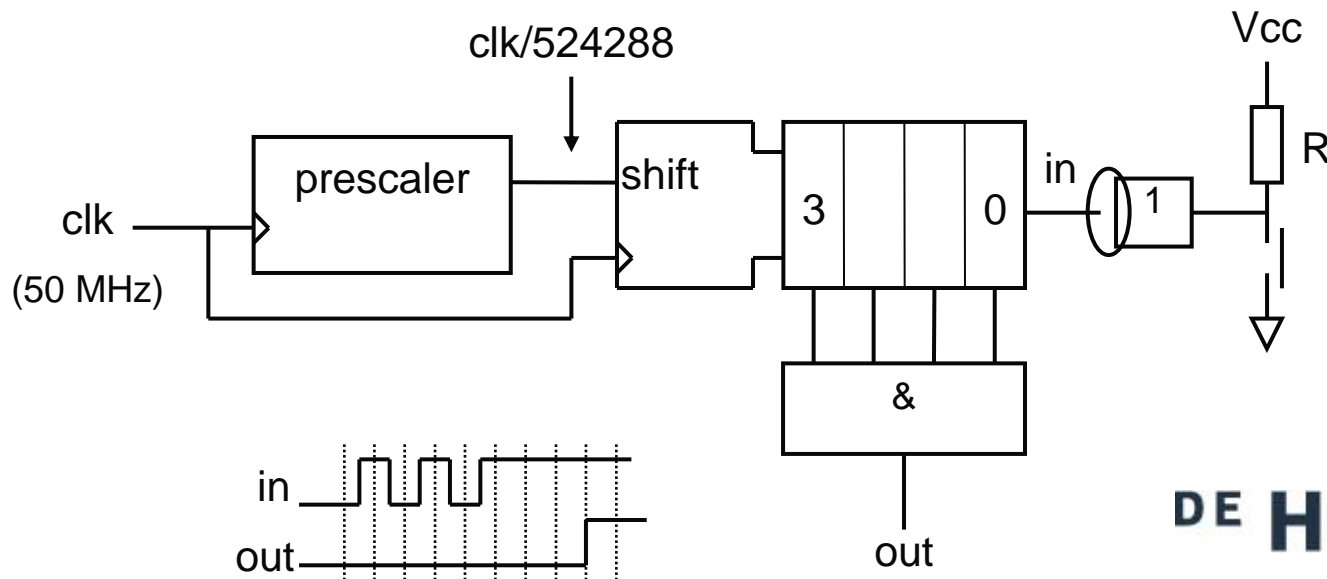 clk/524288
Vcc
R
prescaler
shift
clk
(50 MHz)
3
0
in
1
&
in
out
out
DE H